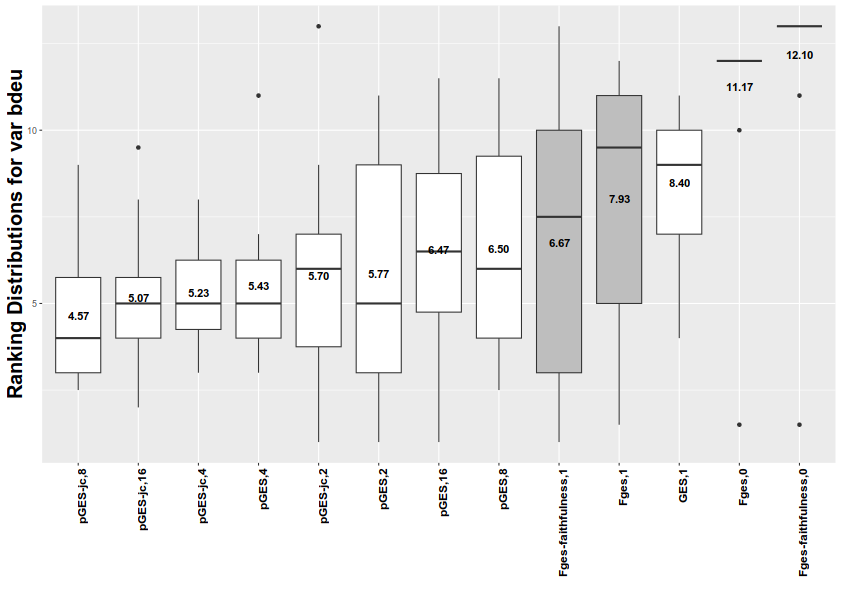 Ranking Distributions for var bdeu
10
5
4.57
5.07
5.23
5.43
5.70
5.77
6.47
6.50
6.67
7.93
8.40
11.17
12.10
pGES-jc,8
pGES-jc,16
pGES-jc,4
pGES,4
pGES-jc,2
pGES,2
pGES,16
pGES,8
Fges-faithfulness,1
Fges,1
GES,1
Fges,0
Fges-faithfulness,0